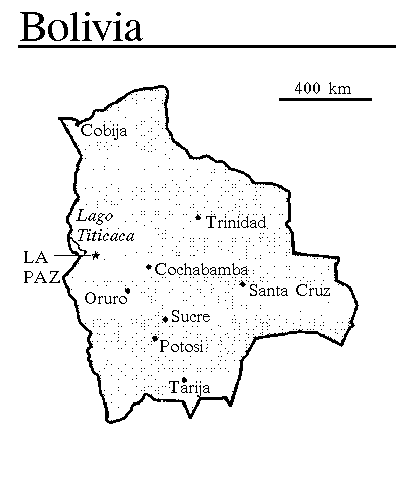 Bolivia
400 km
Cobija
Lago
Titicaca
Trinidad
LA
PAZ
Cochabamba
Oruro
Santa Cruz
Sucre
Potosi
Tarija